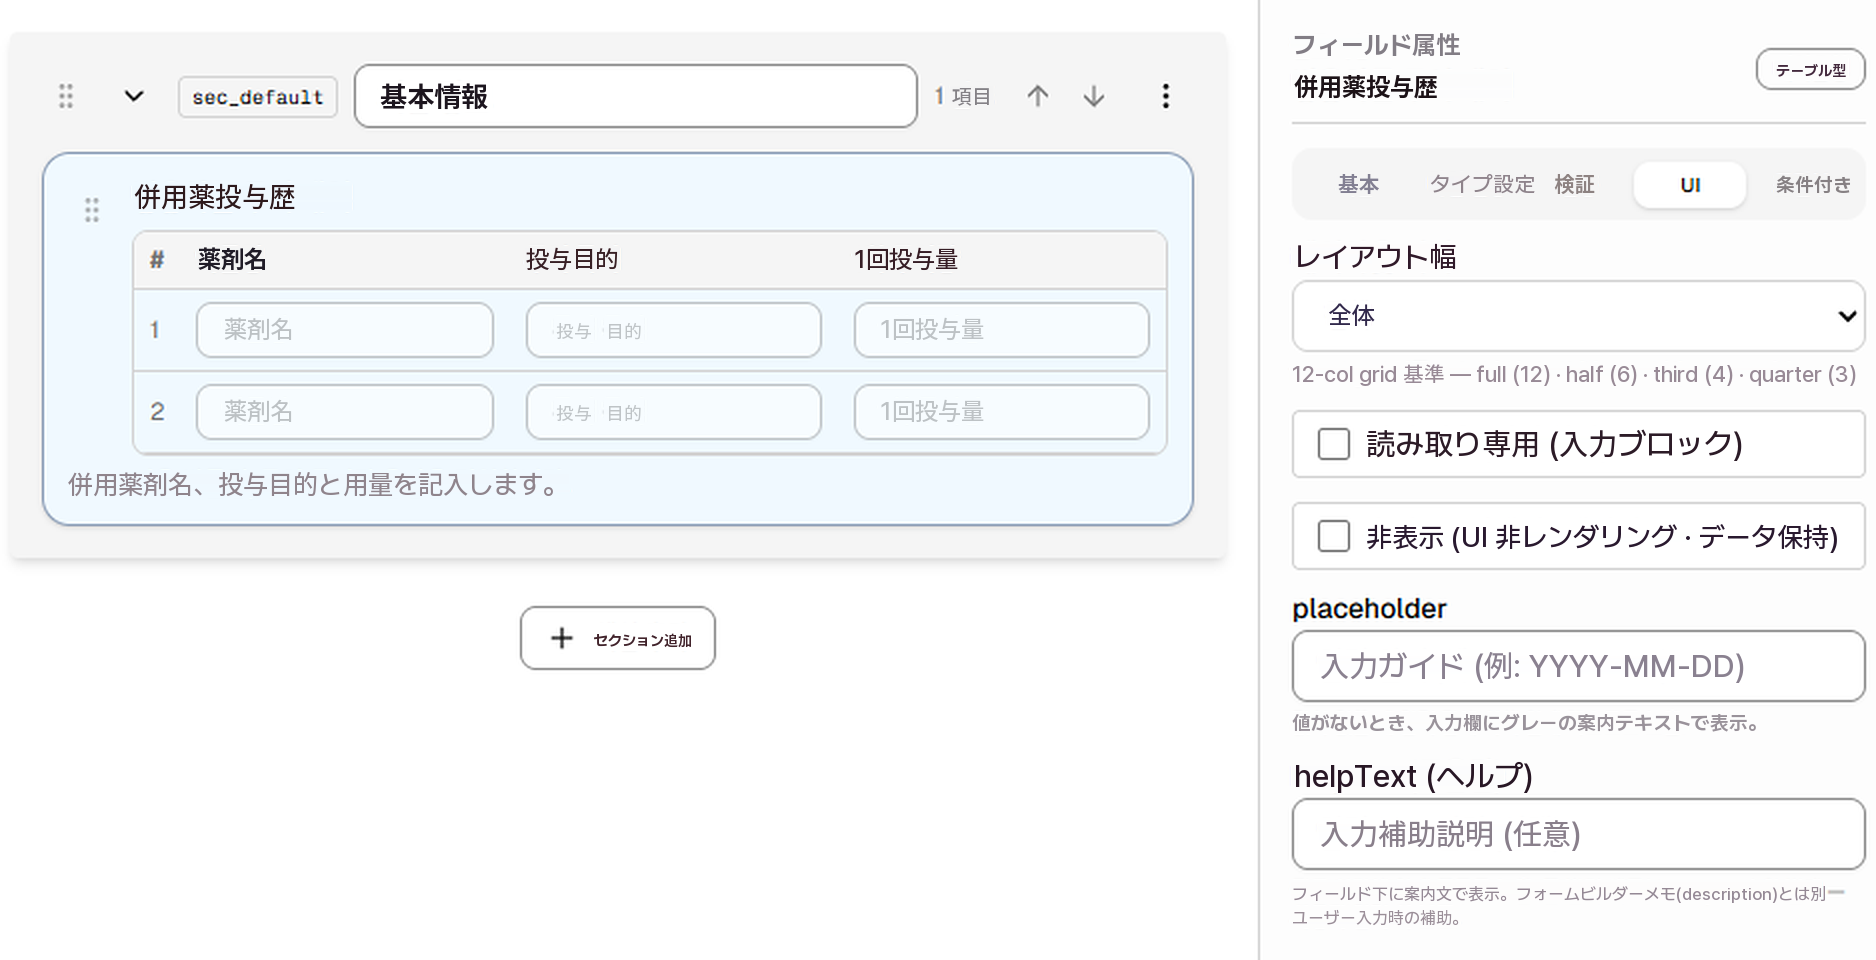 sec_default 基本情報 1 項目
併用薬投与歴
# 薬剤名 投与目的 1回投与量
1 薬剤名 投与 目的 1回投与量
2 薬剤名 投与 目的 1回投与量
併用薬剤名、投与目的と用量を記入します。
+ セクション追加
フィールド属性
併用薬投与歴
テーブル型
基本 タイプ設定 検証 UI 条件付き
レイアウト幅
全体
12-col grid 基準 — full (12) · half (6) · third (4) · quarter (3)
読み取り専用 (入力ブロック)
非表示 (UI 非レンダリング · データ保持)
placeholder
入力ガイド (例: YYYY-MM-DD)
値がないとき、入力欄にグレーの案内テキストで表示。
helpText (ヘルプ)
入力補助説明 (任意)
フィールド下に案内文で表示。フォームビルダーメモ(description)とは別ー
ユーザー入力時の補助。